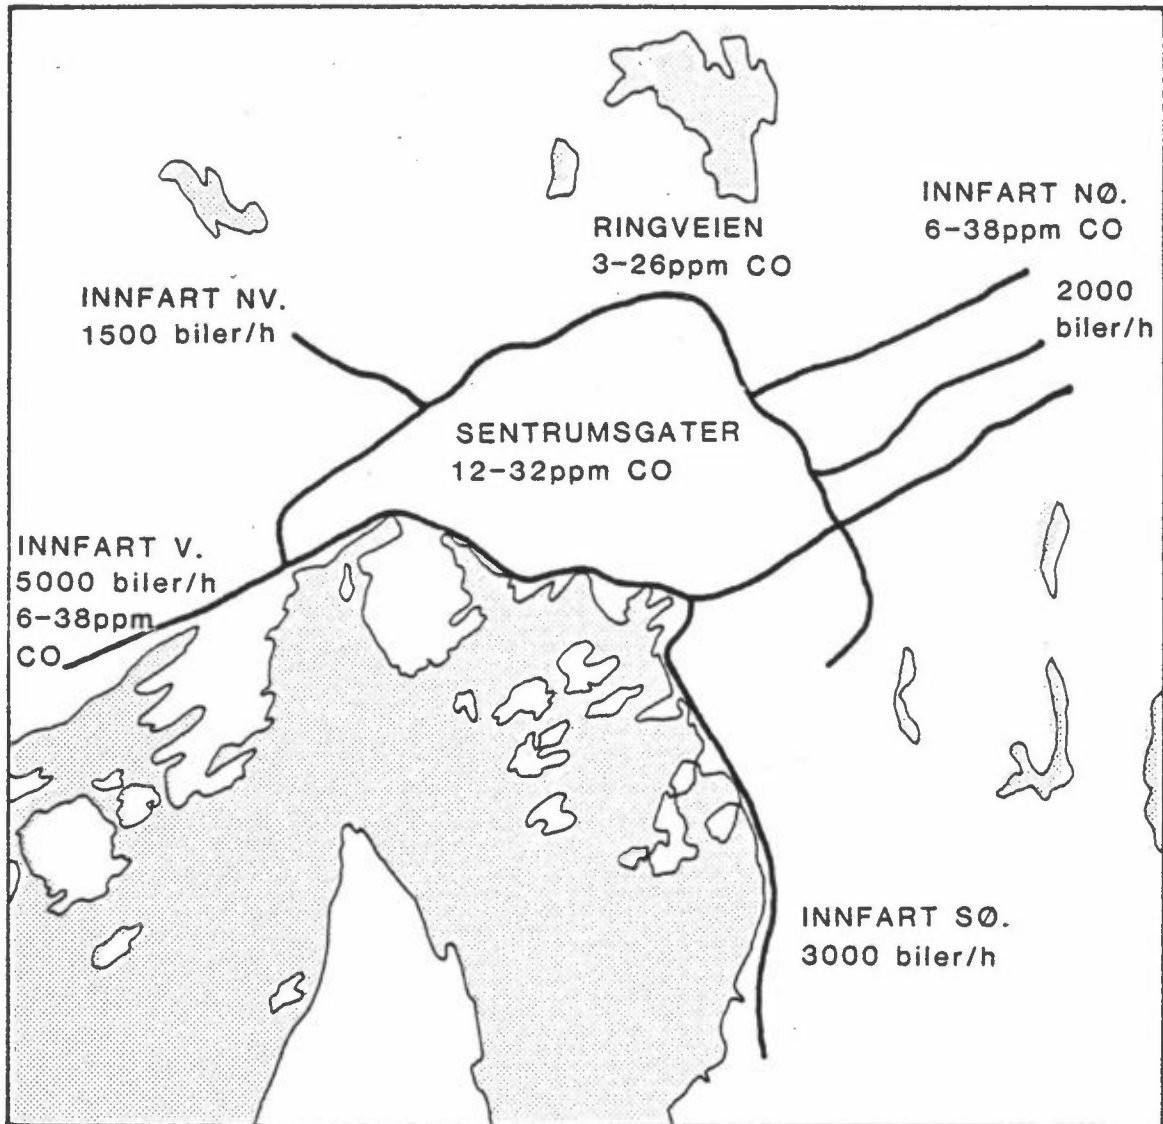 INNFART NØ.
6-38ppm CO
2000
biler/h
RINGVEIEN
3-26ppm CO
INNFART NV.
1500 biler/h
SENTRUMSGATER
12-32ppm CO
INNFART V.
5000 biler/h
6-38ppm
CO
INNFART SØ.
3000 biler/h